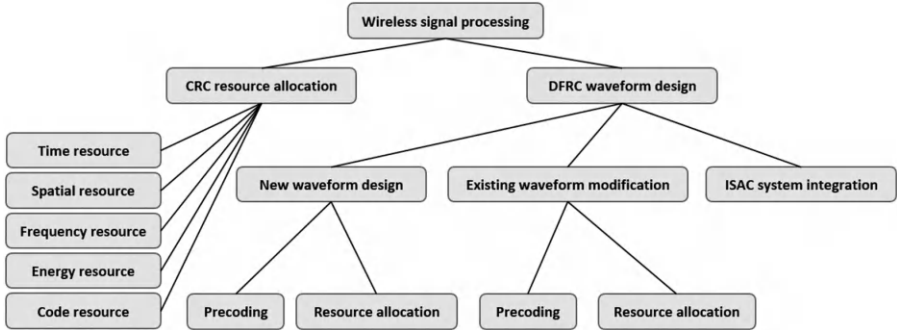 Wireless signal processing
CRC resource allocation
DFRC waveform design
Time resource
Spatial resource
Frequency resource
Energy resource
Code resource
New waveform design
Existing waveform modification
ISAC system integration
Precoding
Resource allocation
Precoding
Resource allocation